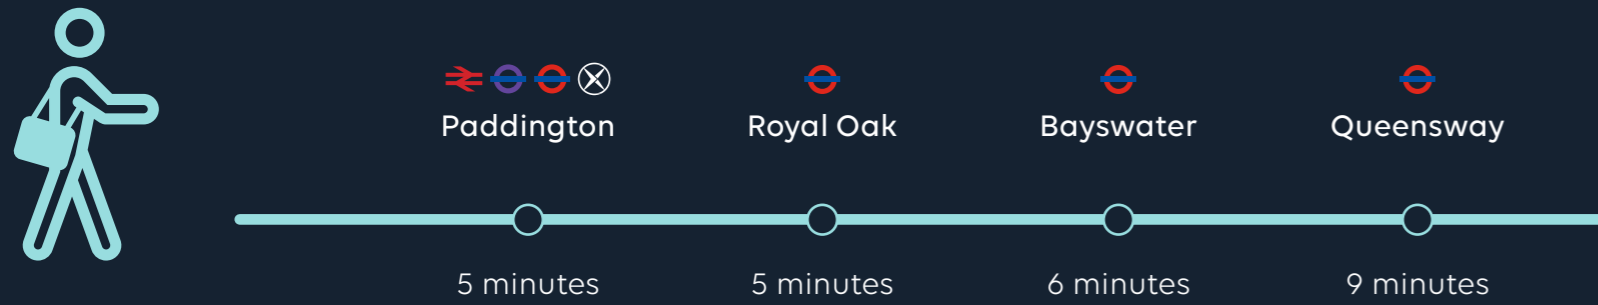 Paddington
Royal Oak
Bayswater
Queensway
5 minutes
5 minutes
6 minutes
9 minutes